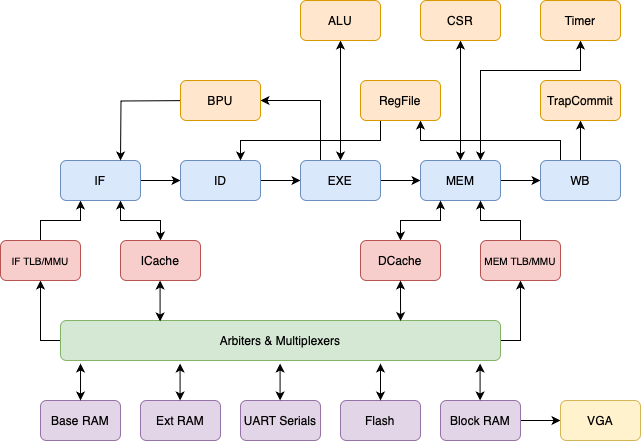 ALU
CSR
Timer
BPU
RegFile
TrapCommit
IF
ID
EXE
MEM
WB
IF TLB/MMU
ICache
DCache
MEM TLB/MMU
Arbiters & Multiplexers
Base RAM
Ext RAM
UART Serials
Flash
Block RAM
VGA